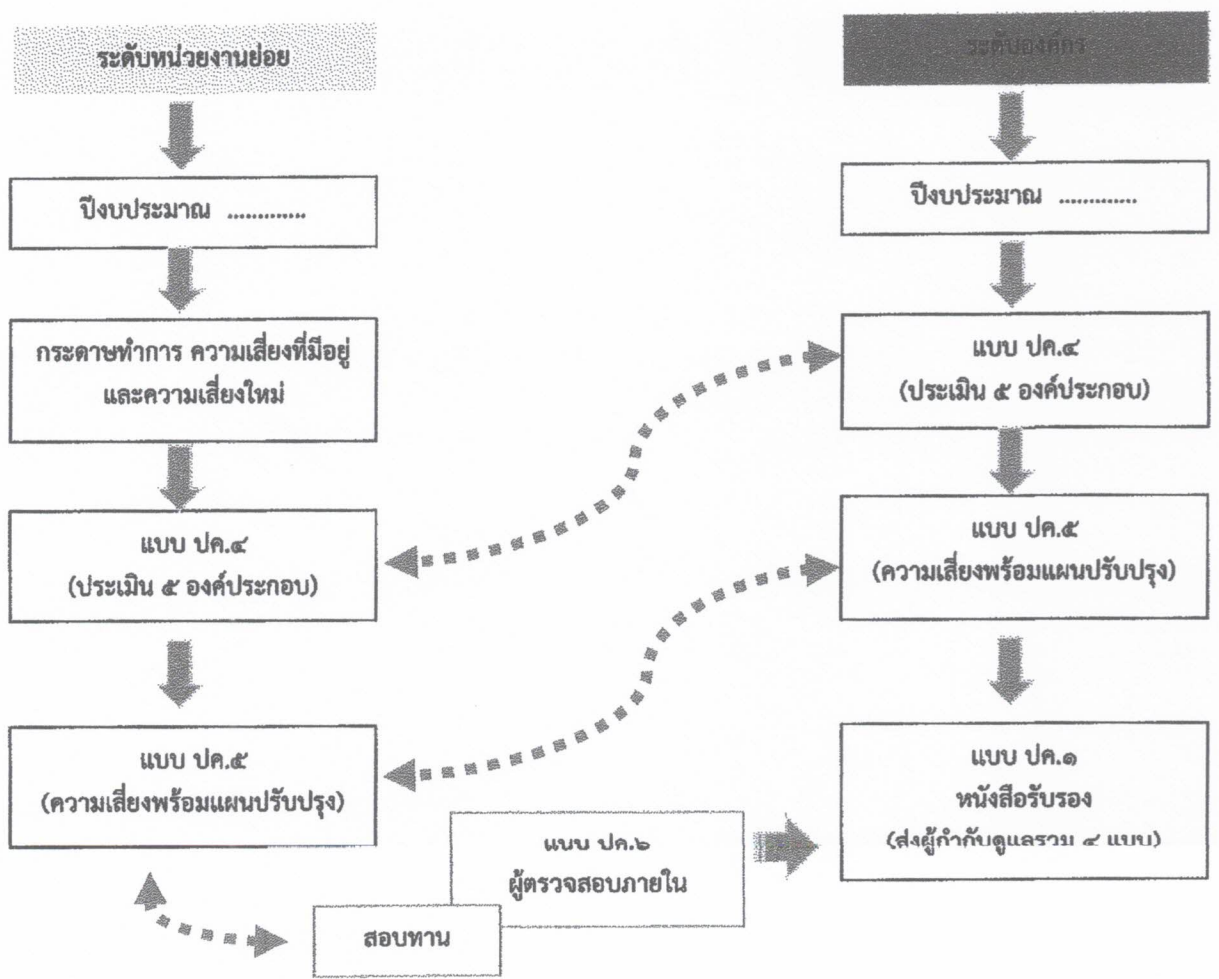 ระดับหน่วยงานย่อย
ปีงบประมาณ .............
กระดาษทำการ ความเสี่ยงที่มีอยู่
และความเสี่ยงใหม่
แบบ ปค.๔
(ประเมิน ๕ องค์ประกอบ)
แบบ ปค.๕
(ความเสี่ยงพร้อมแผนปรับปรุง)
สอบทาน
แบบ ปค.๖
ผู้ตรวจสอบภายใน
ระดับองค์กร
ปีงบประมาณ .............
แบบ ปค.๔
(ประเมิน ๕ องค์ประกอบ)
แบบ ปค.๕
(ความเสี่ยงพร้อมแผนปรับปรุง)
แบบ ปค.๑
หนังสือรับรอง
(ส่งผู้กำกับดูแลรวม ๔ แบบ)